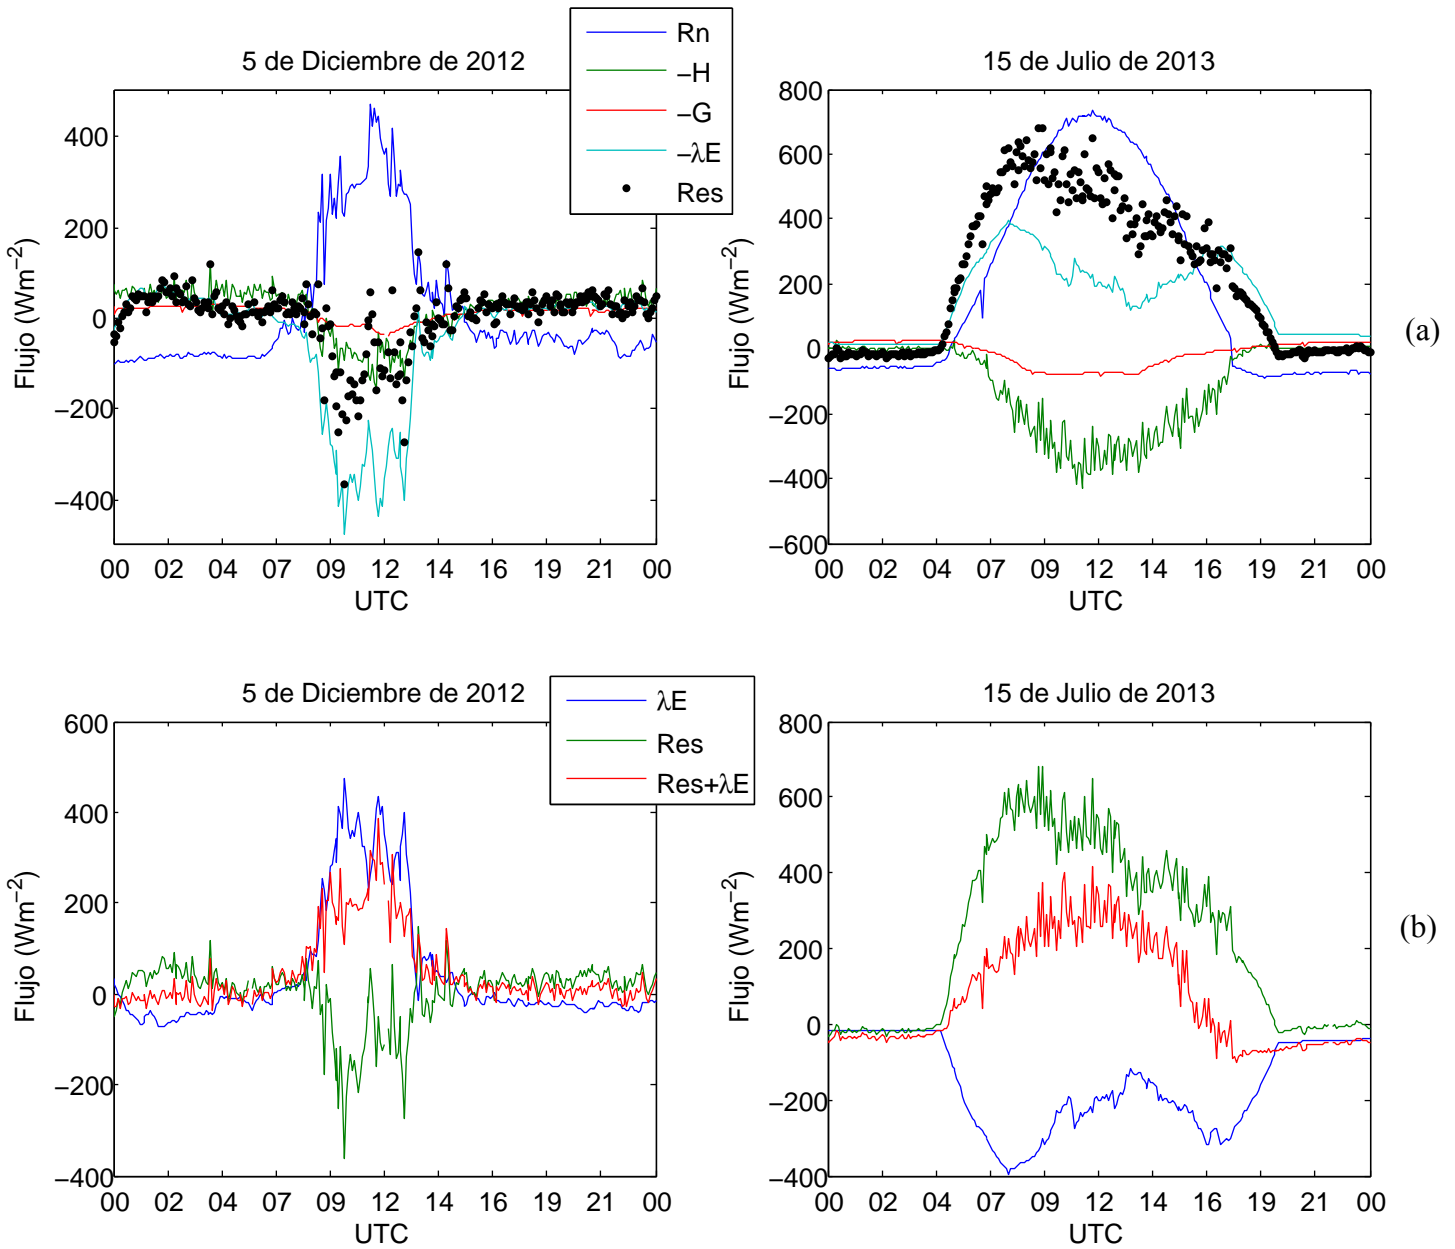 5 de Diciembre de 2012
Rn
−H
−G
−λE
Res
400
200
0
−200
−400
Flujo (Wm−2)
00 02 04 07 09 12 14 16 19 21 00
UTC
15 de Julio de 2013
800
600
400
200
0
−200
−400
−600
Flujo (Wm−2)
00 02 04 07 09 12 14 16 19 21 00
UTC
(a)
5 de Diciembre de 2012
λE
Res
Res+λE
600
400
200
0
−200
−400
Flujo (Wm−2)
00 02 04 07 09 12 14 16 19 21 00
UTC
15 de Julio de 2013
800
600
400
200
0
−200
−400
Flujo (Wm−2)
00 02 04 07 09 12 14 16 19 21 00
UTC
(b)